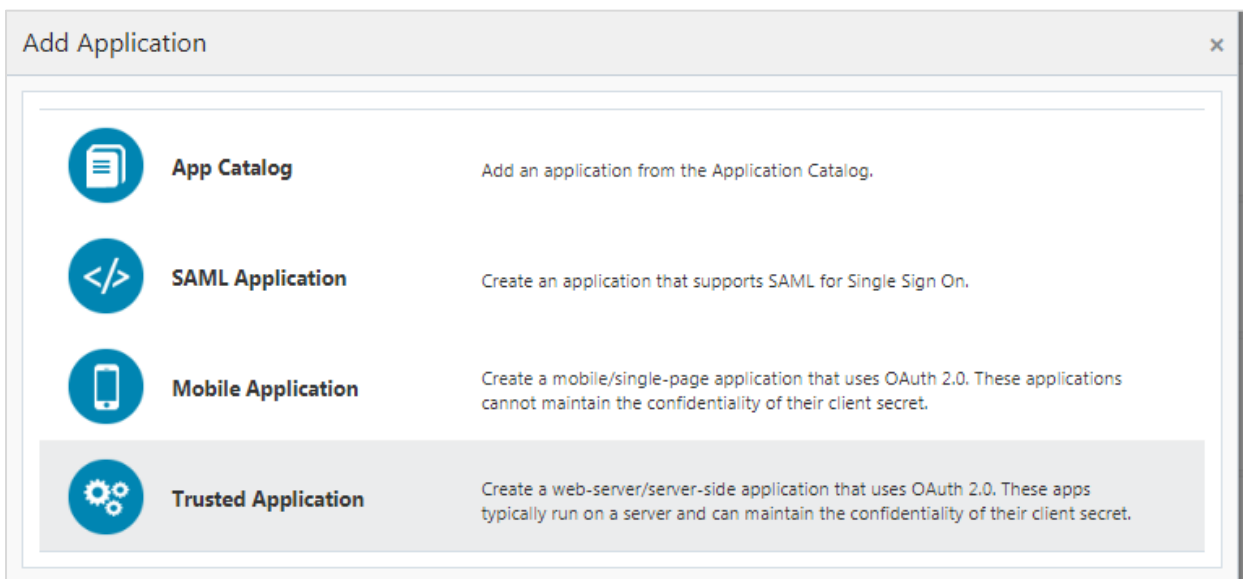 Add Application
×
App Catalog
Add an application from the Application Catalog.
</>
SAML Application
Create an application that supports SAML for Single Sign On.
Mobile Application
Create a mobile/single-page application that uses OAuth 2.0. These applications
cannot maintain the confidentiality of their client secret.
Trusted Application
Create a web-server/server-side application that uses OAuth 2.0. These apps
typically run on a server and can maintain the confidentiality of their client secret.